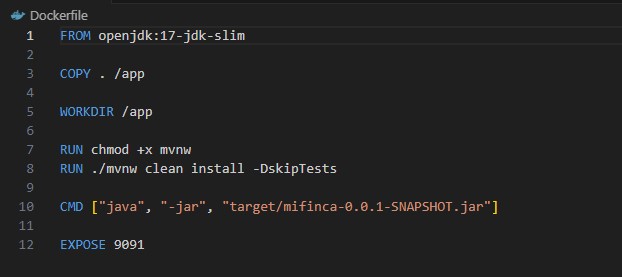 Dockerfile
1 FROM openjdk:17-jdk-slim
2
3 COPY . /app
4
5 WORKDIR /app
6
7 RUN chmod +x mvnw
8 RUN ./mvnw clean install -DskipTests
9
10 CMD ["java", "-jar", "target/mifinca-0.0.1-SNAPSHOT.jar"]
11
12 EXPOSE 9091